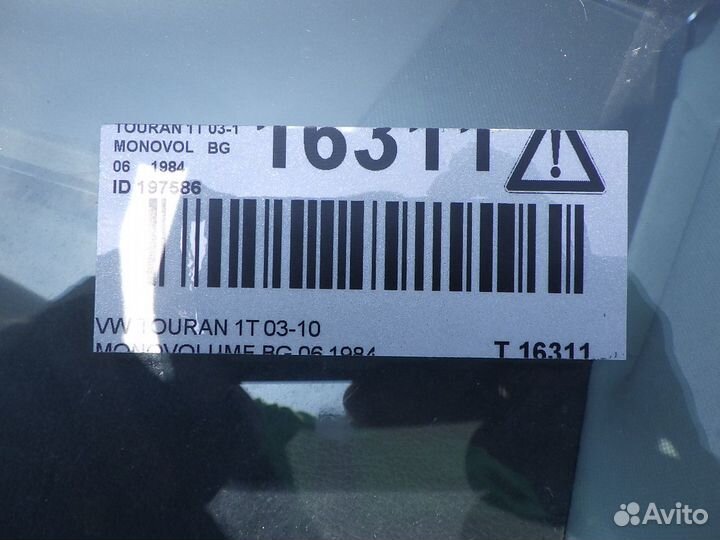 TOURAN 1T 03-1
MONOVOL BG
06 1984
ID 197586
16311
VW TOURAN 1T 03-10
MONOVOLUME BG 06 1984
T 16311
Avito